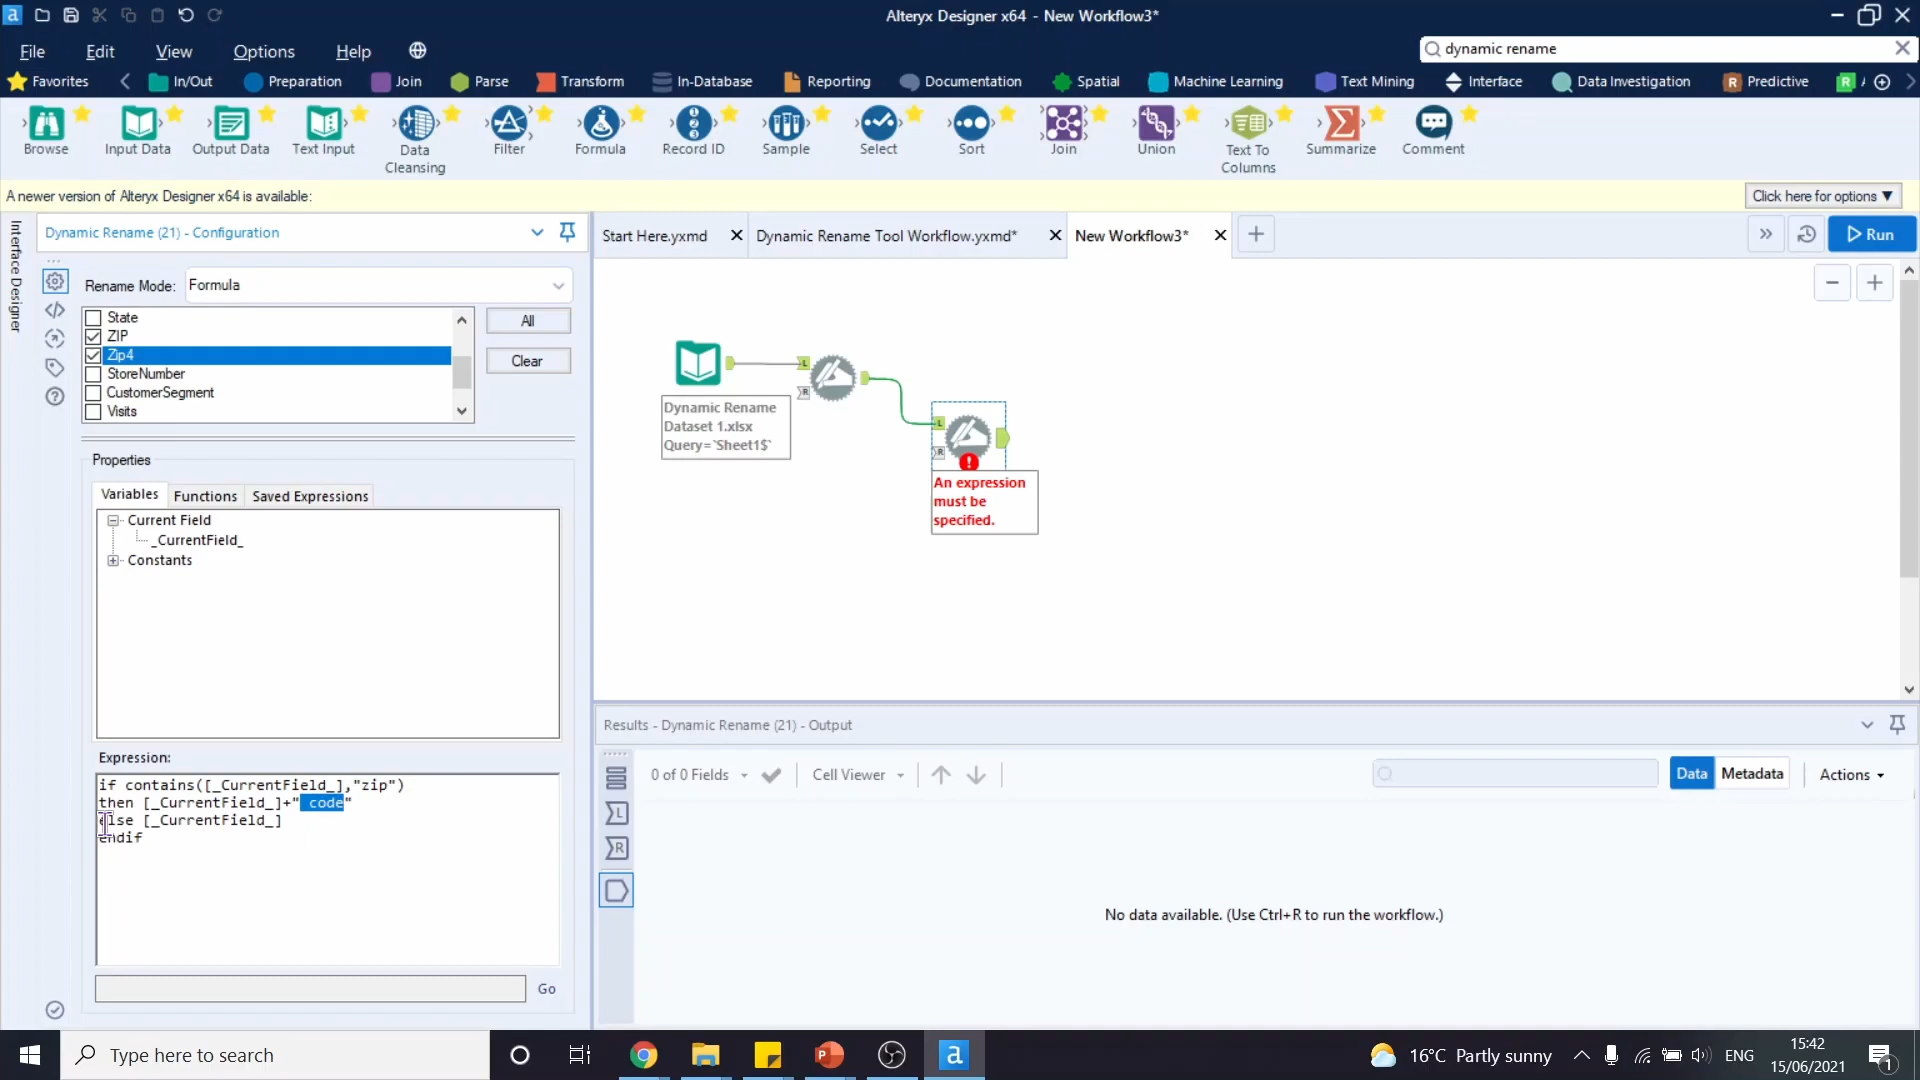 Alteryx Designer x64 - New Workflow3*
File
Edit
View
Options
Help
dynamic rename
Favorites
In/Out
Preparation
Join
Parse
Transform
In-Database
Reporting
Documentation
Spatial
Machine Learning
Text Mining
Interface
Data Investigation
Predictive
Browse
Input Data
Output Data
Text Input
Data
Cleansing
Filter
Formula
Record ID
Sample
Select
Sort
Join
Union
Text To
Columns
Summarize
Comment
A newer version of Alteryx Designer x64 is available:
Click here for options ▼
Interface Designer
Dynamic Rename (21) - Configuration
Start Here.yxmd
Dynamic Rename Tool Workflow.yxmd*
New Workflow3*
Run
Rename Mode:
Formula
State
ZIP
Zip4
StoreNumber
CustomerSegment
Visits
All
Clear
Properties
Variables
Functions
Saved Expressions
Current Field
_CurrentField_
Constants
Expression:
if contains([_CurrentField_],"zip")
then [_CurrentField_]+" code"
else [_CurrentField_]
endif
Go
L
R
Dynamic Rename
Dataset 1.xlsx
Query=`Sheet1$`
L
R
An expression
must be
specified.
Results - Dynamic Rename (21) - Output
0 of 0 Fields
Cell Viewer
Data
Metadata
Actions
L
R
No data available. (Use Ctrl+R to run the workflow.)
Type here to search
16°C Partly sunny
ENG
15:42
15/06/2021
1